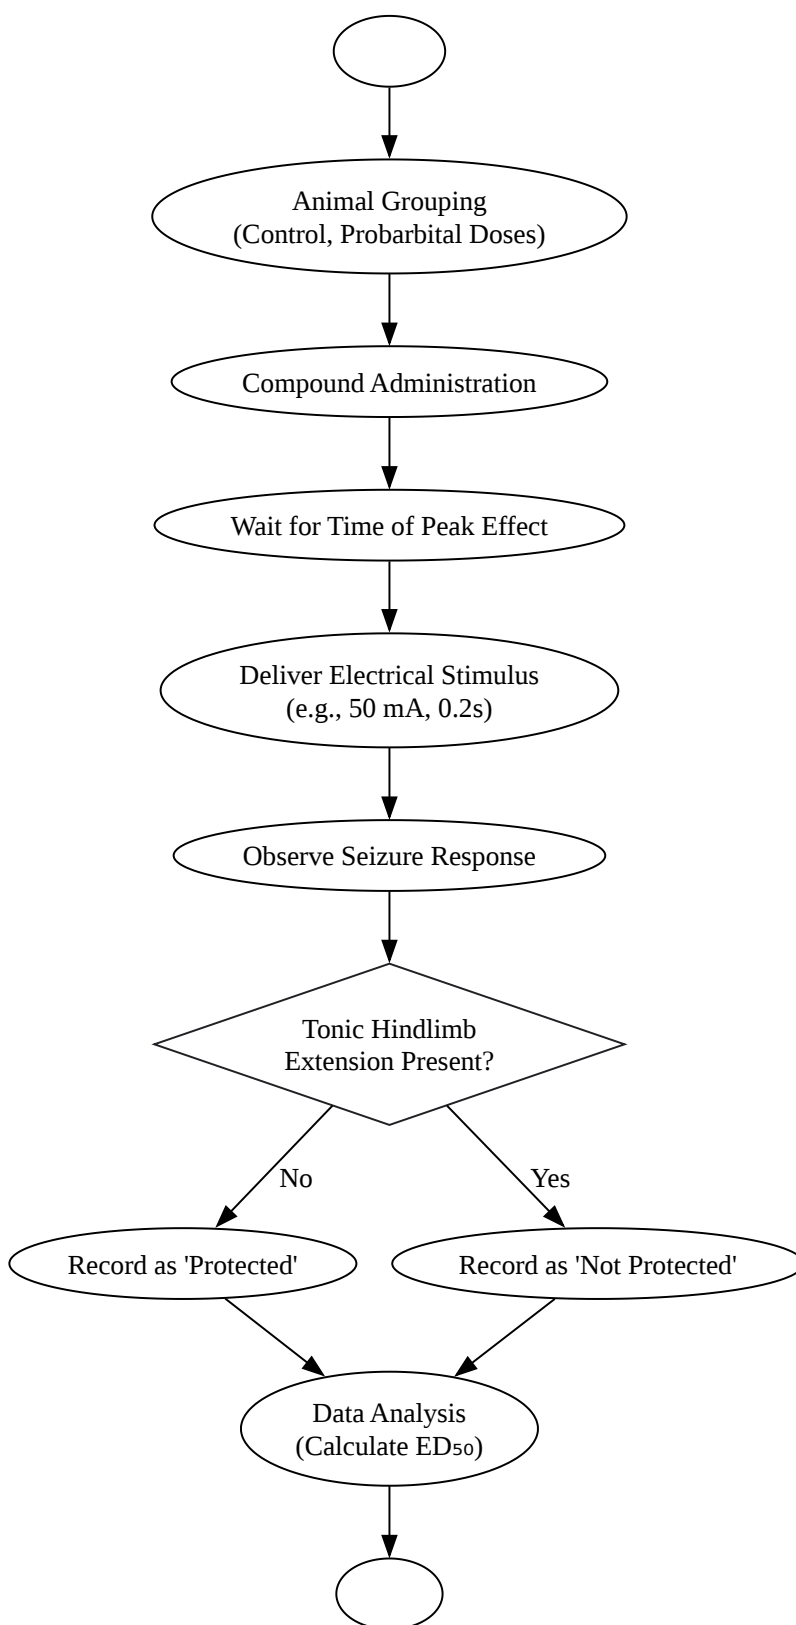 Animal Grouping
(Control, Probarbital Doses)
Compound Administration
Wait for Time of Peak Effect
Deliver Electrical Stimulus
(e.g., 50 mA, 0.2s)
Observe Seizure Response
Tonic Hindlimb
Extension Present?
No
Yes
Record as 'Protected'
Record as 'Not Protected'
Data Analysis
(Calculate ED₅₀)